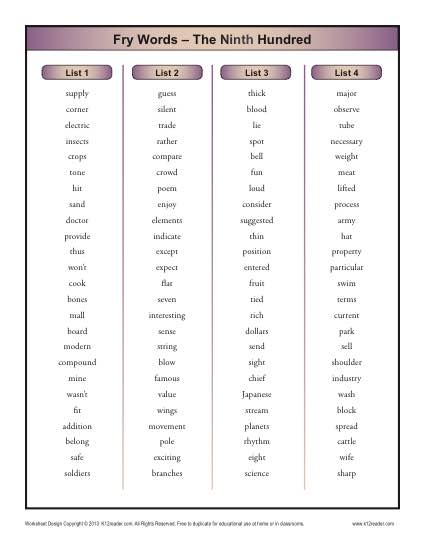 Fry Words – The Ninth Hundred
List 1 List 2 List 3 List 4
supply guess thick major
corner silent blood observe
electric trade lie tube
insects rather spot necessary
crops compare bell weight
tone crowd fun meat
hit poem loud lifted
sand enjoy consider process
doctor elements suggested army
provide indicate thin hat
thus except position property
won't expect entered particular
cook flat fruit swim
bones seven tied terms
mall interesting rich current
board sense dollars park
modern string send sell
compound blow sight shoulder
mine famous chief industry
wasn't value Japanese wash
fit wings stream block
addition movement planets spread
belong pole rhythm cattle
safe exciting eight wife
soldiers branches science sharp
Worksheet Design Copyright © 2013 K12reader.com. All Rights Reserved. Free to duplicate for educational use at home or in classrooms. www.k12reader.com